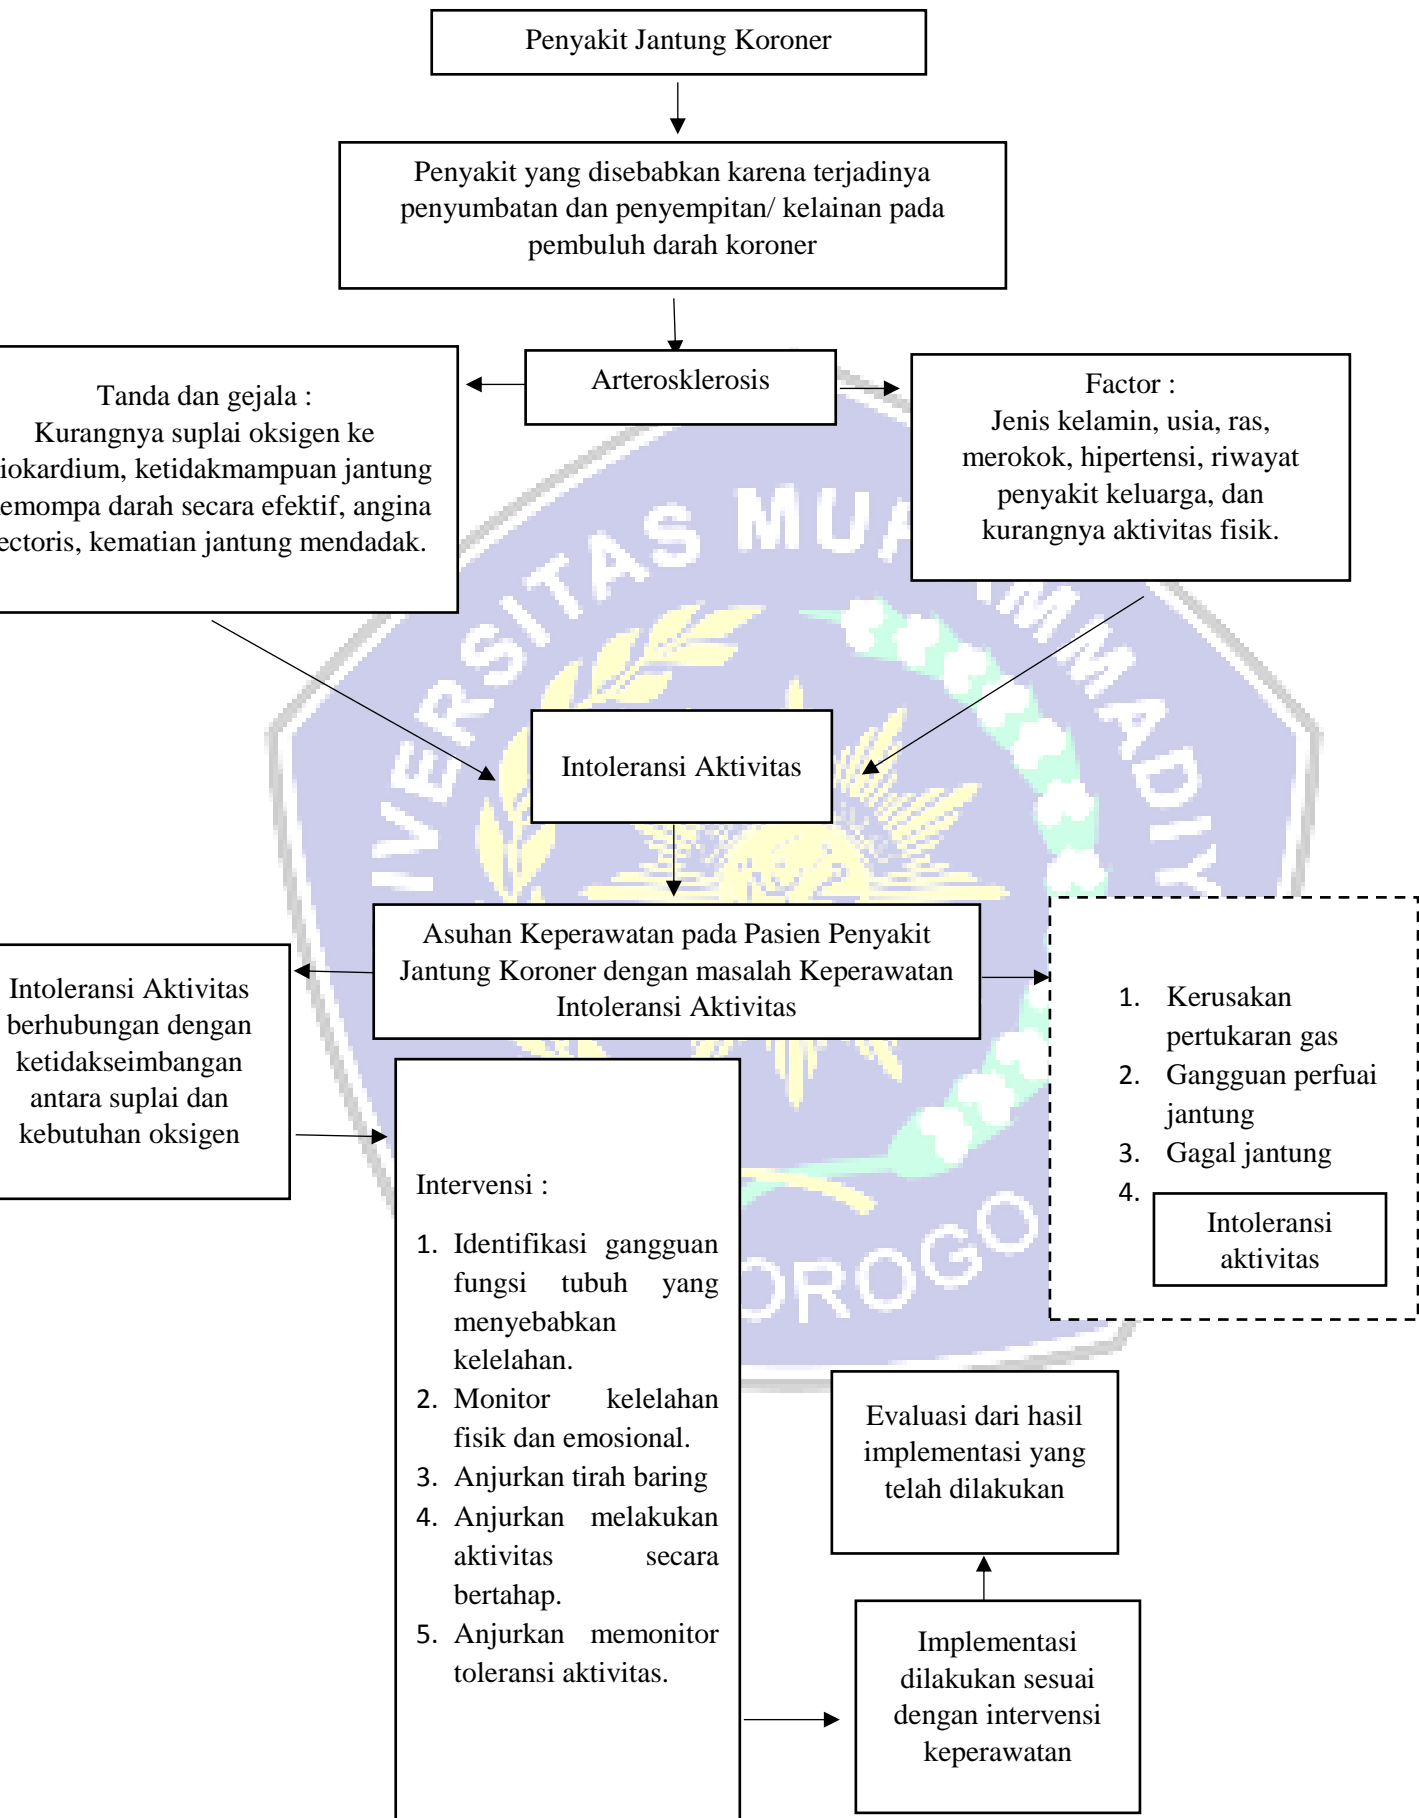 Penyakit Jantung Koroner
Penyakit yang disebabkan karena terjadinya
penyumbatan dan penyempitan/ kelainan pada
pembuluh darah koroner
Arterosklerosis
Tanda dan gejala :
Kurangnya suplai oksigen ke
iokardium, ketidakmampuan jantung
emompa darah secara efektif, angina
ectoris, kematian jantung mendadak.
Factor :
Jenis kelamin, usia, ras,
merokok, hipertensi, riwayat
penyakit keluarga, dan
kurangnya aktivitas fisik.
IVERSITAS MUH AMMADIY
Intoleransi Aktivitas
Asuhan Keperawatan pada Pasien Penyakit
Jantung Koroner dengan masalah Keperawatan
Intoleransi Aktivitas
Intoleransi Aktivitas
berhubungan dengan
ketidakseimbangan
antara suplai dan
kebutuhan oksigen
1. Kerusakan
pertukaran gas
2. Gangguan perfuai
jantung
3. Gagal jantung
4.
Intoleransi
aktivitas
OROGO
Intervensi :
1. Identifikasi gangguan
fungsi tubuh yang
menyebabkan
kelelahan.
2. Monitor kelelahan
fisik dan emosional.
3. Anjurkan tirah baring
4. Anjurkan melakukan
aktivitas secara
bertahap.
5. Anjurkan memonitor
toleransi aktivitas.
Evaluasi dari hasil
implementasi yang
telah dilakukan
Implementasi
dilakukan sesuai
dengan intervensi
keperawatan